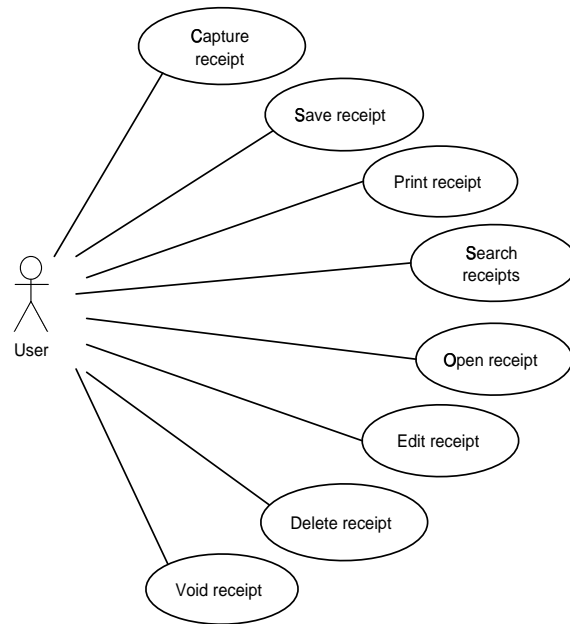 Capture
receipt
Save receipt
Print receipt
Search
receipts
User
Open receipt
Edit receipt
Delete receipt
Void receipt